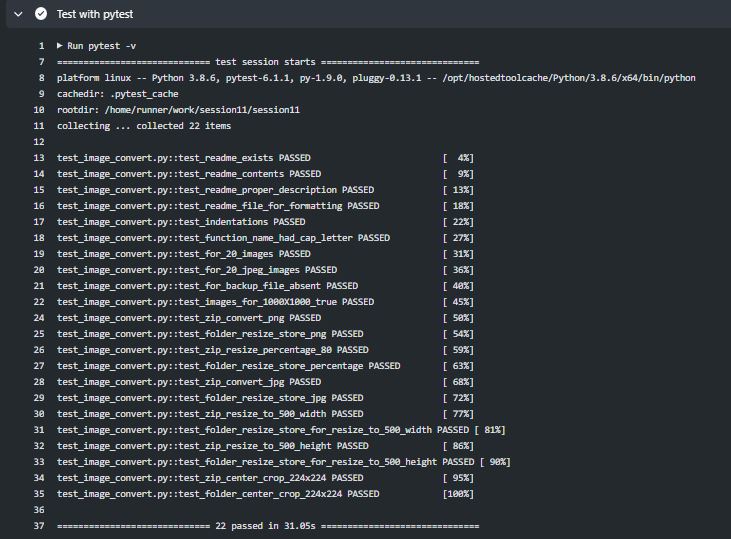 Test with pytest
1 ▶ Run pytest -v
7 ============================= test session starts ==============================
8 platform linux -- Python 3.8.6, pytest-6.1.1, py-1.9.0, pluggy-0.13.1 -- /opt/hostedtoolcache/Python/3.8.6/x64/bin/python
9 cachedir: .pytest_cache
10 rootdir: /home/runner/work/session11/session11
11 collecting ... collected 22 items
12
13 test_image_convert.py::test_readme_exists PASSED [ 4%]
14 test_image_convert.py::test_readme_contents PASSED [ 9%]
15 test_image_convert.py::test_readme_proper_description PASSED [ 13%]
16 test_image_convert.py::test_readme_file_for_formatting PASSED [ 18%]
17 test_image_convert.py::test_indentations PASSED [ 22%]
18 test_image_convert.py::test_function_name_had_cap_letter PASSED [ 27%]
19 test_image_convert.py::test_for_20_images PASSED [ 31%]
20 test_image_convert.py::test_for_20_jpeg_images PASSED [ 36%]
21 test_image_convert.py::test_for_backup_file_absent PASSED [ 40%]
22 test_image_convert.py::test_images_for_1000X1000_true PASSED [ 45%]
24 test_image_convert.py::test_zip_convert_png PASSED [ 50%]
25 test_image_convert.py::test_folder_resize_store_png PASSED [ 54%]
26 test_image_convert.py::test_zip_resize_percentage_80 PASSED [ 59%]
27 test_image_convert.py::test_folder_resize_store_percentage PASSED [ 63%]
28 test_image_convert.py::test_zip_convert_jpg PASSED [ 68%]
29 test_image_convert.py::test_folder_resize_store_jpg PASSED [ 72%]
30 test_image_convert.py::test_zip_resize_to_500_width PASSED [ 77%]
31 test_image_convert.py::test_folder_resize_store_for_resize_to_500_width PASSED [ 81%]
32 test_image_convert.py::test_zip_resize_to_500_height PASSED [ 86%]
33 test_image_convert.py::test_folder_resize_store_for_resize_to_500_height PASSED [ 90%]
34 test_image_convert.py::test_zip_center_crop_224x224 PASSED [ 95%]
35 test_image_convert.py::test_folder_center_crop_224x224 PASSED [100%]
36
37 ============================= 22 passed in 31.05s ==============================